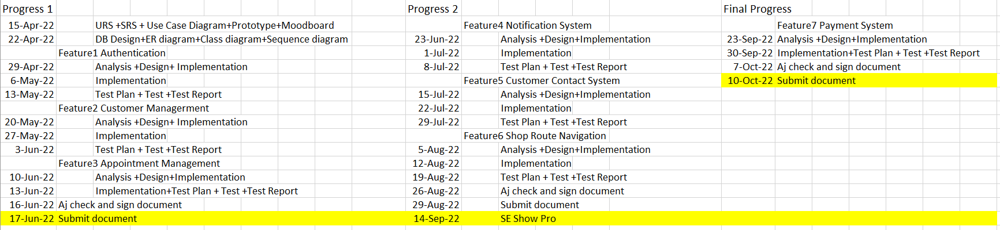 Progress 1
15-Apr-22 URS +SRS + Use Case Diagram+Prototype+Moodboard
22-Apr-22 DB Design+ER diagram+Class diagram+Sequence diagram
Feature1 Authentication
29-Apr-22 Analysis +Design+ Implementation
6-May-22 Implementation
13-May-22 Test Plan + Test +Test Report
Feature2 Customer Managerment
20-May-22 Analysis +Design+ Implementation
27-May-22 Implementation
3-Jun-22 Test Plan + Test +Test Report
Feature3 Appointment Management
10-Jun-22 Analysis +Design+Implementation
13-Jun-22 Implementation+Test Plan + Test +Test Report
16-Jun-22 Aj check and sign document
17-Jun-22 Submit document
Progress 2
Feature4 Notification System
23-Jun-22 Analysis +Design+Implementation
1-Jul-22 Implementation
8-Jul-22 Test Plan + Test +Test Report
Feature5 Customer Contact System
15-Jul-22 Analysis +Design+Implementation
22-Jul-22 Implementation
29-Jul-22 Test Plan + Test +Test Report
Feature6 Shop Route Navigation
5-Aug-22 Analysis +Design+Implementation
12-Aug-22 Implementation
19-Aug-22 Test Plan + Test +Test Report
26-Aug-22 Aj check and sign document
29-Aug-22 Submit document
14-Sep-22 SE Show Pro
Final Progress
Feature7 Payment System
23-Sep-22 Analysis +Design+Implementation
30-Sep-22 Implementation+Test Plan + Test +Test Report
7-Oct-22 Aj check and sign document
10-Oct-22 Submit document